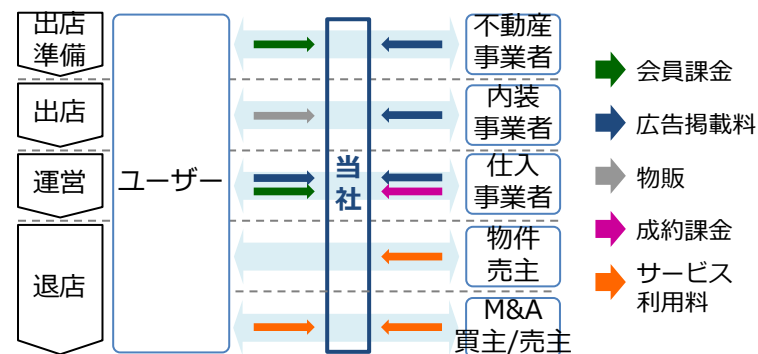 出店
準備
出店
運営
退店
ユーザー
当
社
不動産
事業者
内装
事業者
仕入
事業者
物件
売主
M&A
買主/売主
会員課金
広告掲載料
物販
成約課金
サービス
利用料